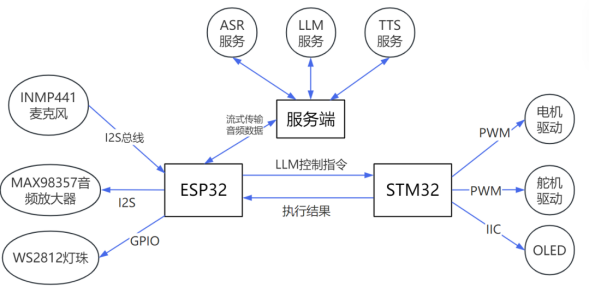 ASR
服务
LLM
服务
TTS
服务
INMP441
麦克风
流式传输
音频数据
服务端
电机
驱动
I2S总线
PWM
LLM控制指令
MAX98357音
频放大器
I2S
ESP32
STM32
PWM
舵机
驱动
执行结果
GPIO
IIC
WS2812灯珠
OLED